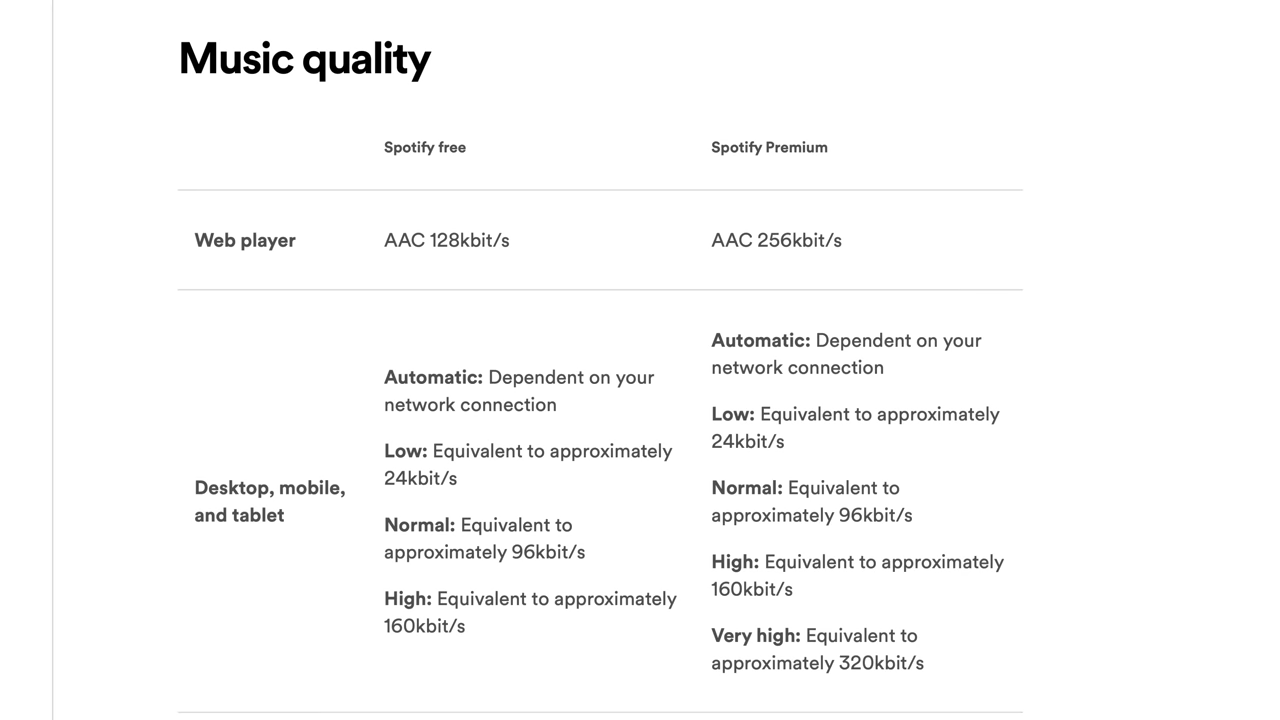 Music quality
Spotify free
Spotify Premium
Web player
AAC 128kbit/s
AAC 256kbit/s
Desktop, mobile,
and tablet
Automatic: Dependent on your
network connection
Low: Equivalent to approximately
24kbit/s
Normal: Equivalent to
approximately 96kbit/s
High: Equivalent to approximately
160kbit/s
Automatic: Dependent on your
network connection
Low: Equivalent to approximately
24kbit/s
Normal: Equivalent to
approximately 96kbit/s
High: Equivalent to approximately
160kbit/s
Very high: Equivalent to
approximately 320kbit/s